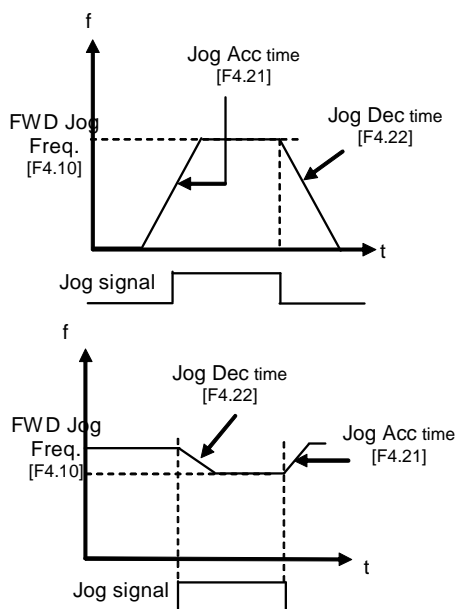 f
Jog Acc time
[F4.21]
FWD Jog
Freq.
[F4.10]
Jog Dec time
[F4.22]
t
Jog signal
f
Jog Dec time
[F4.22]
FWD Jog
Freq.
[F4.10]
Jog Acc time
[F4.21]
t
Jog signal